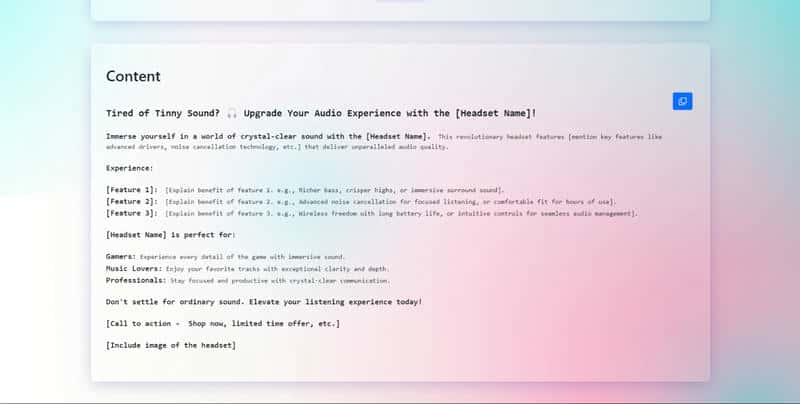 Content
Tired of Tinny Sound? 🎧 Upgrade Your Audio Experience with the [Headset Name]!
Immerse yourself in a world of crystal-clear sound with the [Headset Name]. This revolutionary headset features [mention key features like
advanced drivers, noise cancellation technology, etc.] that deliver unparalleled audio quality.
Experience:
[Feature 1]: [Explain benefit of feature 1. e.g., Richer bass, crisper highs, or immersive surround sound].
[Feature 2]: [Explain benefit of feature 2. e.g., Advanced noise cancellation for focused listening, or comfortable fit for hours of use].
[Feature 3]: [Explain benefit of feature 3. e.g., Wireless freedom with long battery life, or intuitive controls for seamless audio management].
[Headset Name] is perfect for:
Gamers: Experience every detail of the game with immersive sound.
Music Lovers: Enjoy your favorite tracks with exceptional clarity and depth.
Professionals: Stay focused and productive with crystal-clear communication.
Don't settle for ordinary sound. Elevate your listening experience today!
[Call to action - Shop now, limited time offer, etc.]
[Include image of the headset]